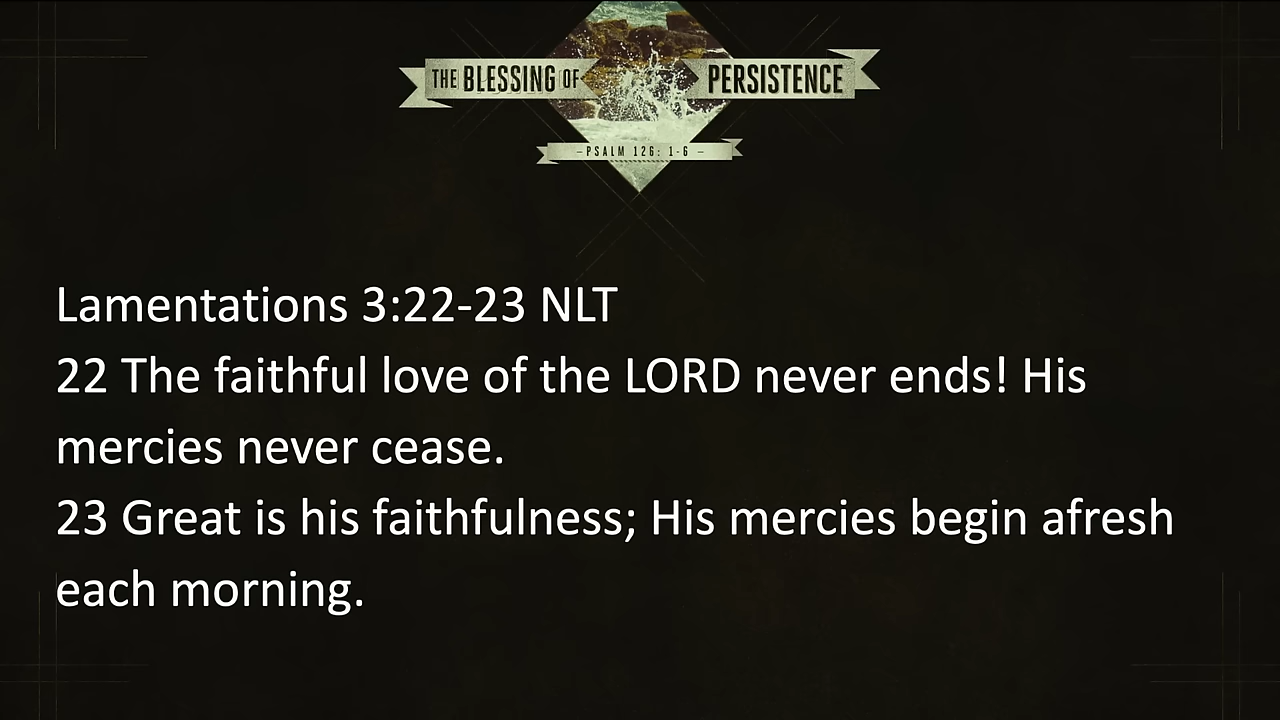 THE BLESSING OF PERSISTENCE
–PSALM 126: 1-6 –
Lamentations 3:22-23 NLT
22 The faithful love of the LORD never ends! His
mercies never cease.
23 Great is his faithfulness; His mercies begin afresh
each morning.